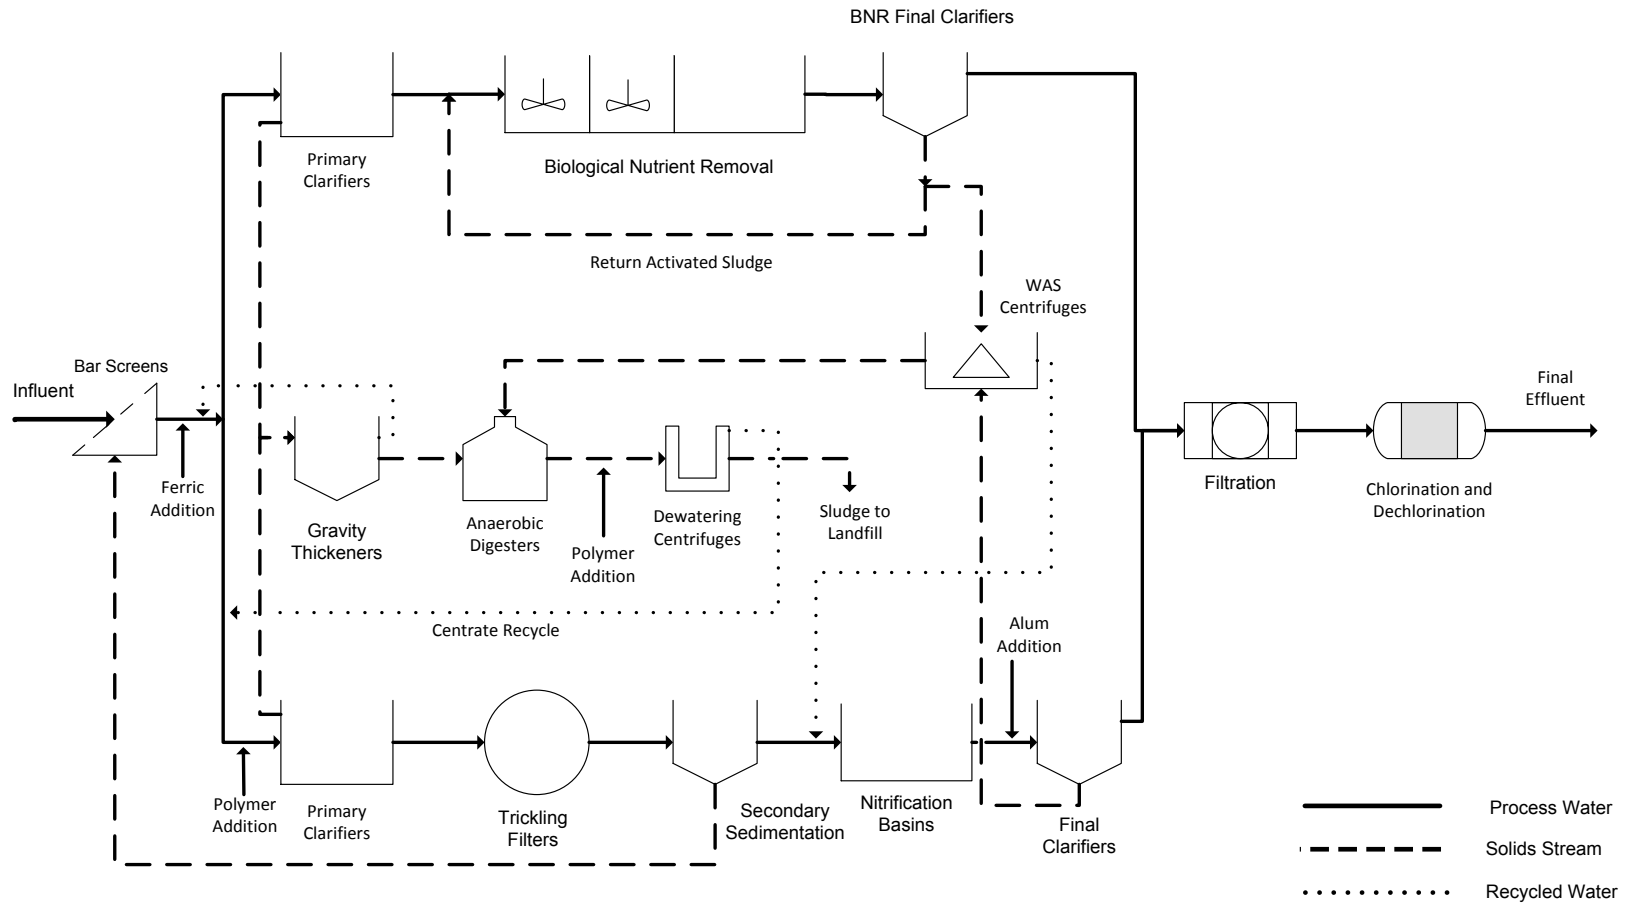 BNR Final Clarifiers
Primary
Clarifiers
Biological Nutrient Removal
Return Activated Sludge
WAS
Centrifuges
Bar Screens
Influent
Ferric
Addition
Gravity
Thickeners
Anaerobic
Digesters
Polymer
Addition
Dewatering
Centrifuges
Sludge to
Landfill
Filtration
Chlorination and
Dechlorination
Final
Effluent
Centrate Recycle
Alum
Addition
Polymer
Addition
Primary
Clarifiers
Trickling
Filters
Secondary
Sedimentation
Nitrification
Basins
Final
Clarifiers
Process Water
Solids Stream
Recycled Water